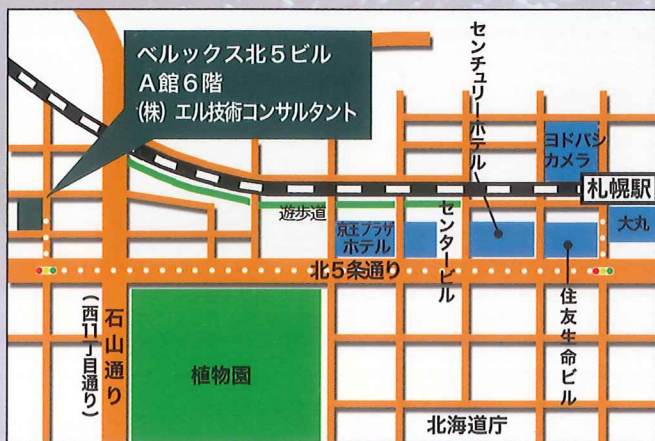 ベルックス北5ビル
A館6階
(株) エル技術コンサルタント
センチュリーホテル
ヨドバシ
カメラ
札幌駅
遊歩道
京王プラザ
ホテル
センタービル
大丸
北5条通り
石山通り
(西11丁目通り)
植物園
住友生命ビル
北海道庁